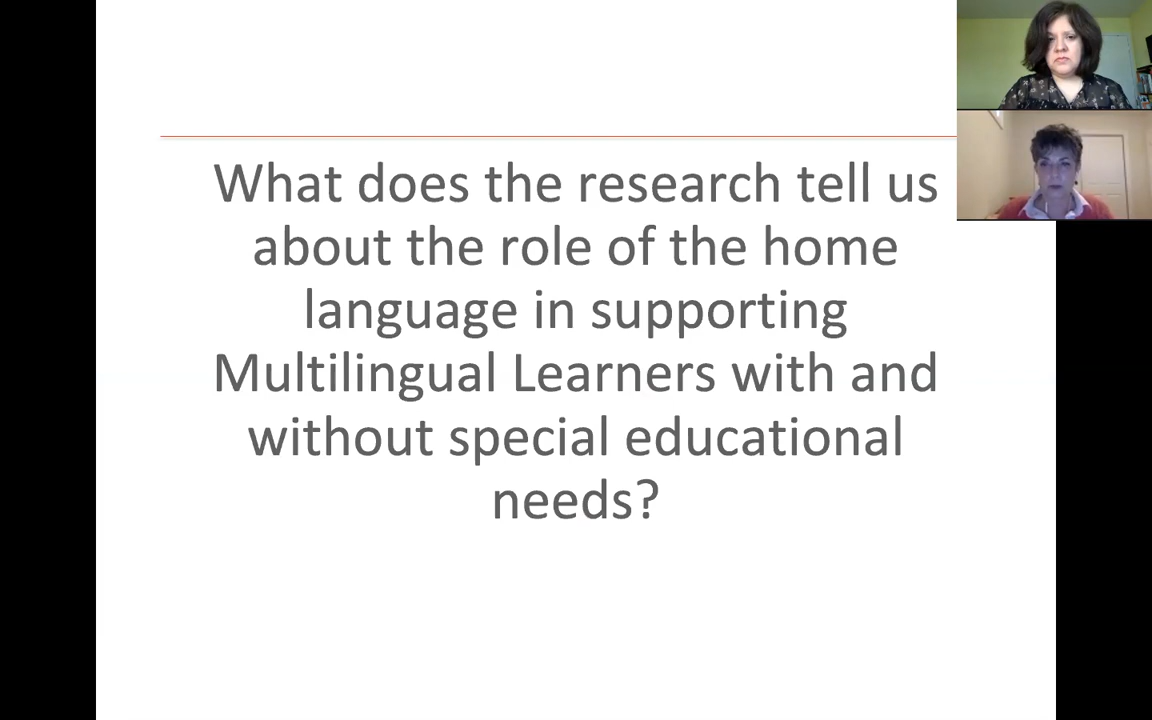 What does the research tell us
about the role of the home
language in supporting
Multilingual Learners with and
without special educational
needs?